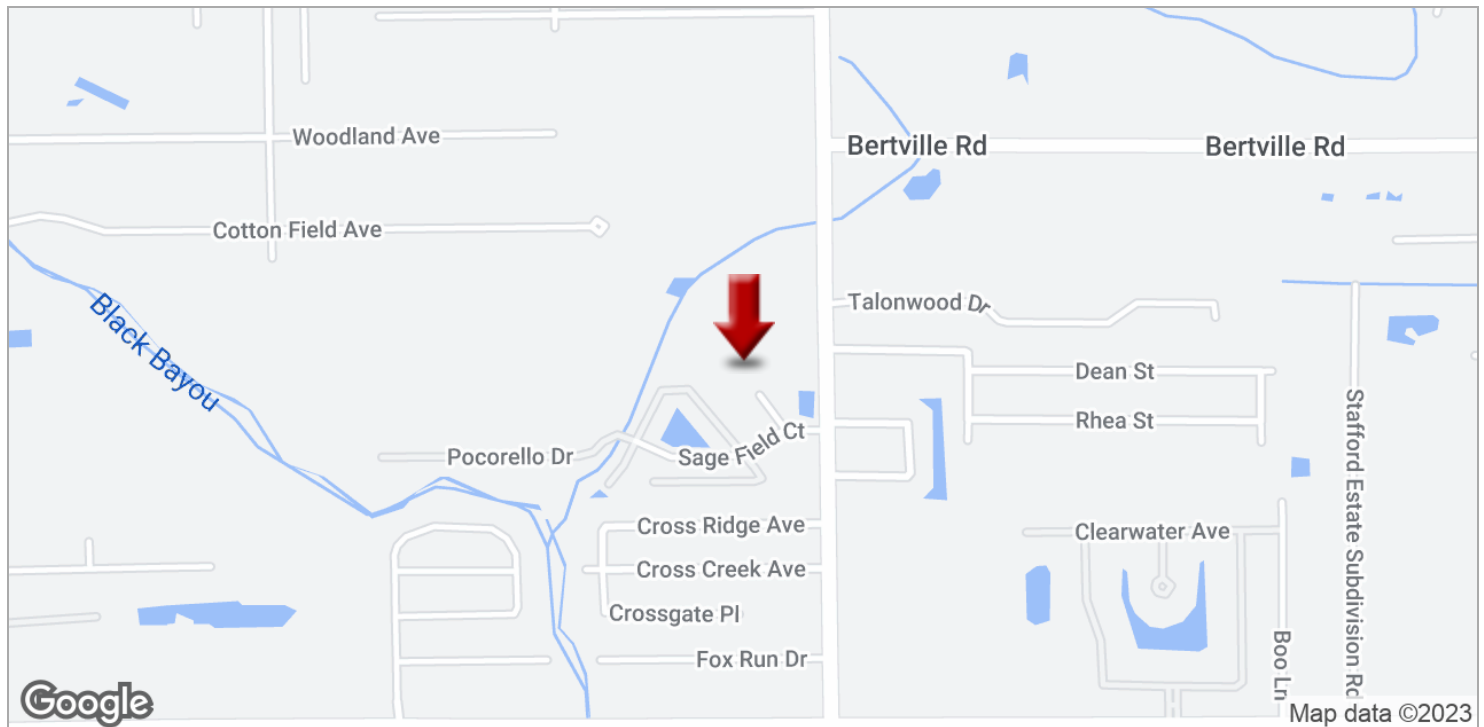 Woodland Ave
Bertville Rd
Bertville Rd
Cotton Field Ave
Black Bayou
Talonwood Dr
Dean St
Rhea St
Stafford Estate Subdivision Rd
Pocorello Dr
Sage Field Ct
Cross Ridge Ave
Clearwater Ave
Cross Creek Ave
Crossgate Pl
Fox Run Dr
Boo Ln
Google
Map data ©2023